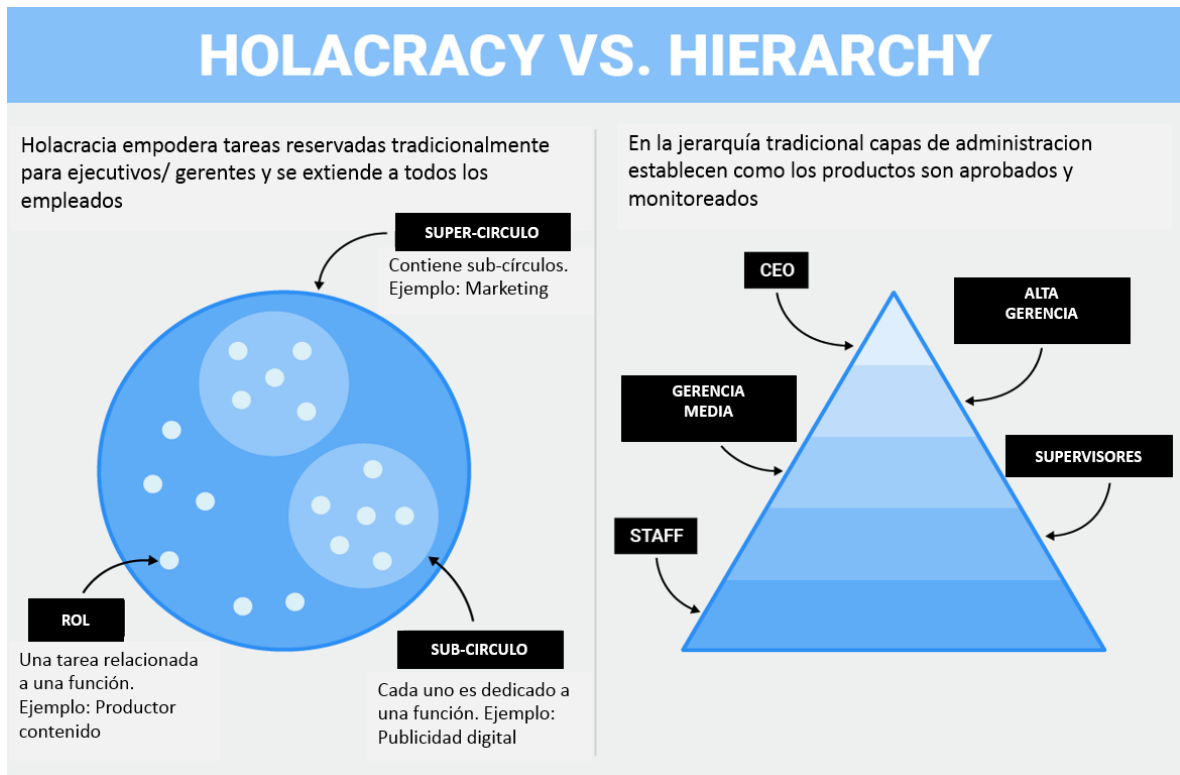 HOLACRACY VS. HIERARCHY
Holacracia empodera tareas reservadas tradicionalmente
para ejecutivos/ gerentes y se extiende a todos los
empleados
SUPER-CIRCULO
Contiene sub-círculos.
Ejemplo: Marketing
ROL
Una tarea relacionada
a una función.
Ejemplo: Productor
contenido
SUB-CIRCULO
Cada uno es dedicado a
una función. Ejemplo:
Publicidad digital
En la jerarquía tradicional capas de administracion
establecen como los productos son aprobados y
monitoreados
CEO
ALTA
GERENCIA
GERENCIA
MEDIA
SUPERVISORES
STAFF